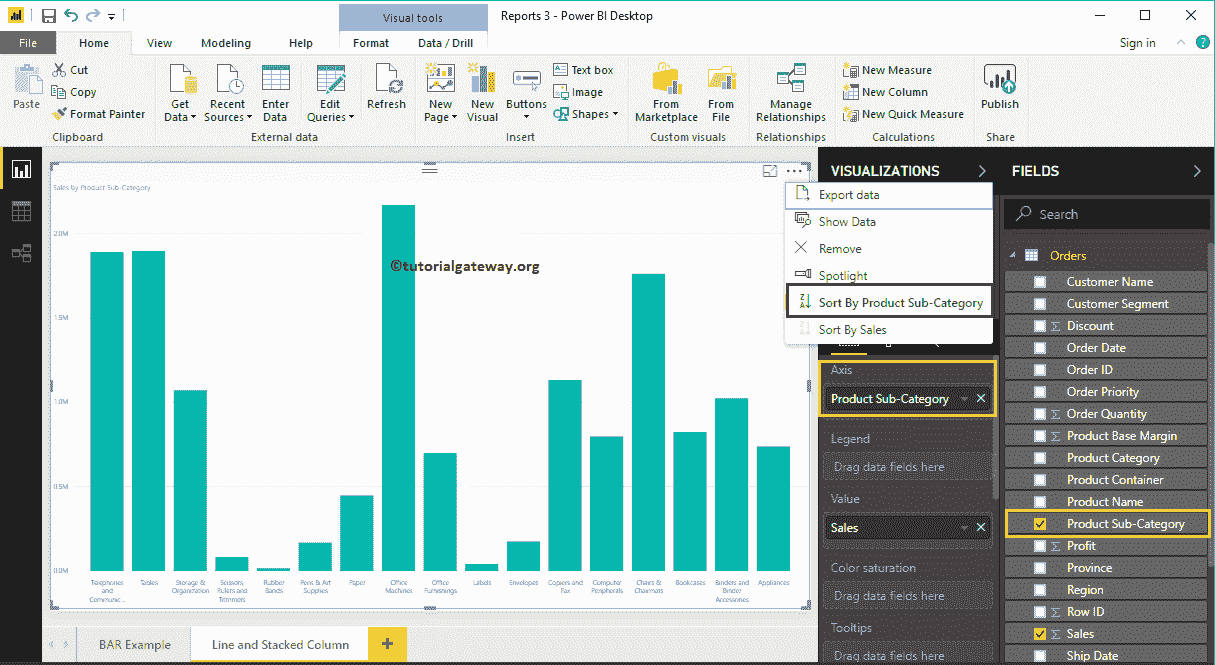 Visual tools
Reports 3 - Power BI Desktop
File
Home
View
Modeling
Help
Format
Data / Drill
Sign in
?
Paste
Cut
Copy
Format Painter
Clipboard
Get
Data
Recent
Sources
Enter
Data
Edit
Queries
External data
Refresh
New
Page
New
Visual
Buttons
Text box
Image
Shapes
Insert
From
Marketplace
From
File
Custom visuals
Manage
Relationships
Relationships
New Measure
New Column
New Quick Measure
Calculations
Publish
Share
Sales by Product Sub-Category
2.0M
1.5M
1.0M
0.5M
0.0M
©tutorialgateway.org
Telephones
and
Communic...
Tables
Storage &
Organization
Scissors,
Rulers and
Trimmers
Rubber
Bands
Pens & Art
Supplies
Paper
Office
Machines
Office
Furnishings
Labels
Envelopes
Copiers and
Fax
Computer
Peripherals
Chairs &
Chairmats
Bookcases
Binders and
Binder
Accessories
Appliances
Export data
Show Data
Remove
Spotlight
Sort By Product Sub-Category
Sort By Sales
VISUALIZATIONS
Axis
Product Sub-Category
Legend
Drag data fields here
Value
Sales
Color saturation
Drag data fields here
Tooltips
Drag data fields here
FIELDS
Search
Orders
Customer Name
Customer Segment
Σ Discount
Order Date
Order ID
Order Priority
Σ Order Quantity
Σ Product Base Margin
Product Category
Product Container
Product Name
Product Sub-Category
Σ Profit
Province
Region
Σ Row ID
Σ Sales
Ship Date
BAR Example
Line and Stacked Column
+